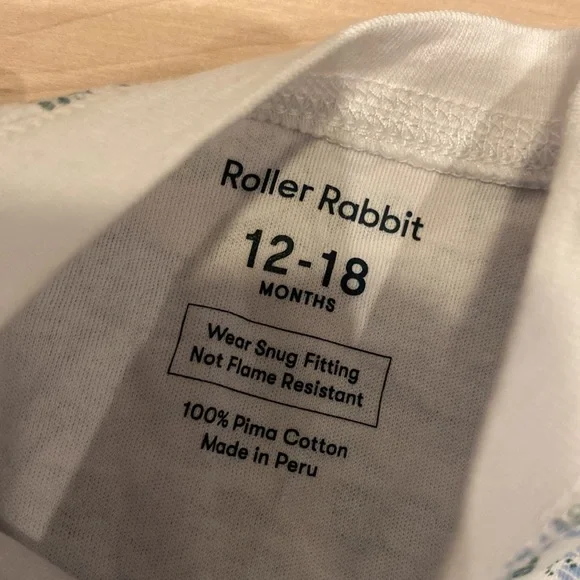 Roller Rabbit
12-18
MONTHS
Wear Snug Fitting
Not Flame Resistant
100% Pima Cotton
Made in Peru